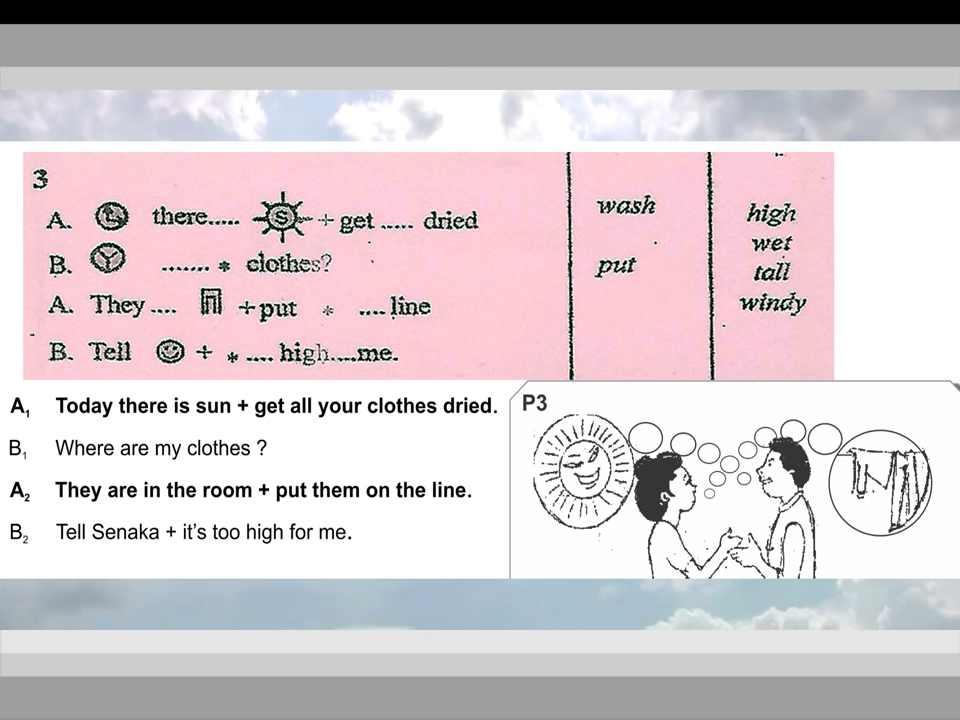 3
A. t there..... S ÷ get ..... dried
B. Y ....... * clothes?
A. They .... ÷ put * .... line
B. Tell + * .... high....me.
wash
put
high
wet
tall
windy
A1 Today there is sun + get all your clothes dried.
B1 Where are my clothes ?
A2 They are in the room + put them on the line.
B2 Tell Senaka + it's too high for me.
P3